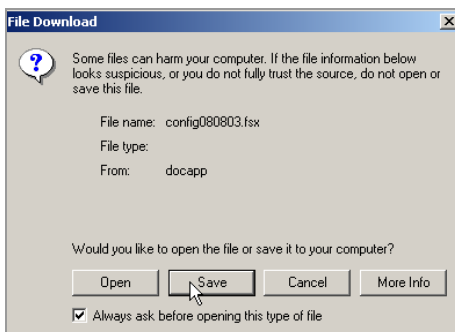 File Download
Some files can harm your computer. If the file information below
looks suspicious, or you do not fully trust the source, do not open or
save this file.
File name: config080803.fsx
File type:
From: docapp
Would you like to open the file or save it to your computer?
Open Save Cancel More Info
Always ask before opening this type of file